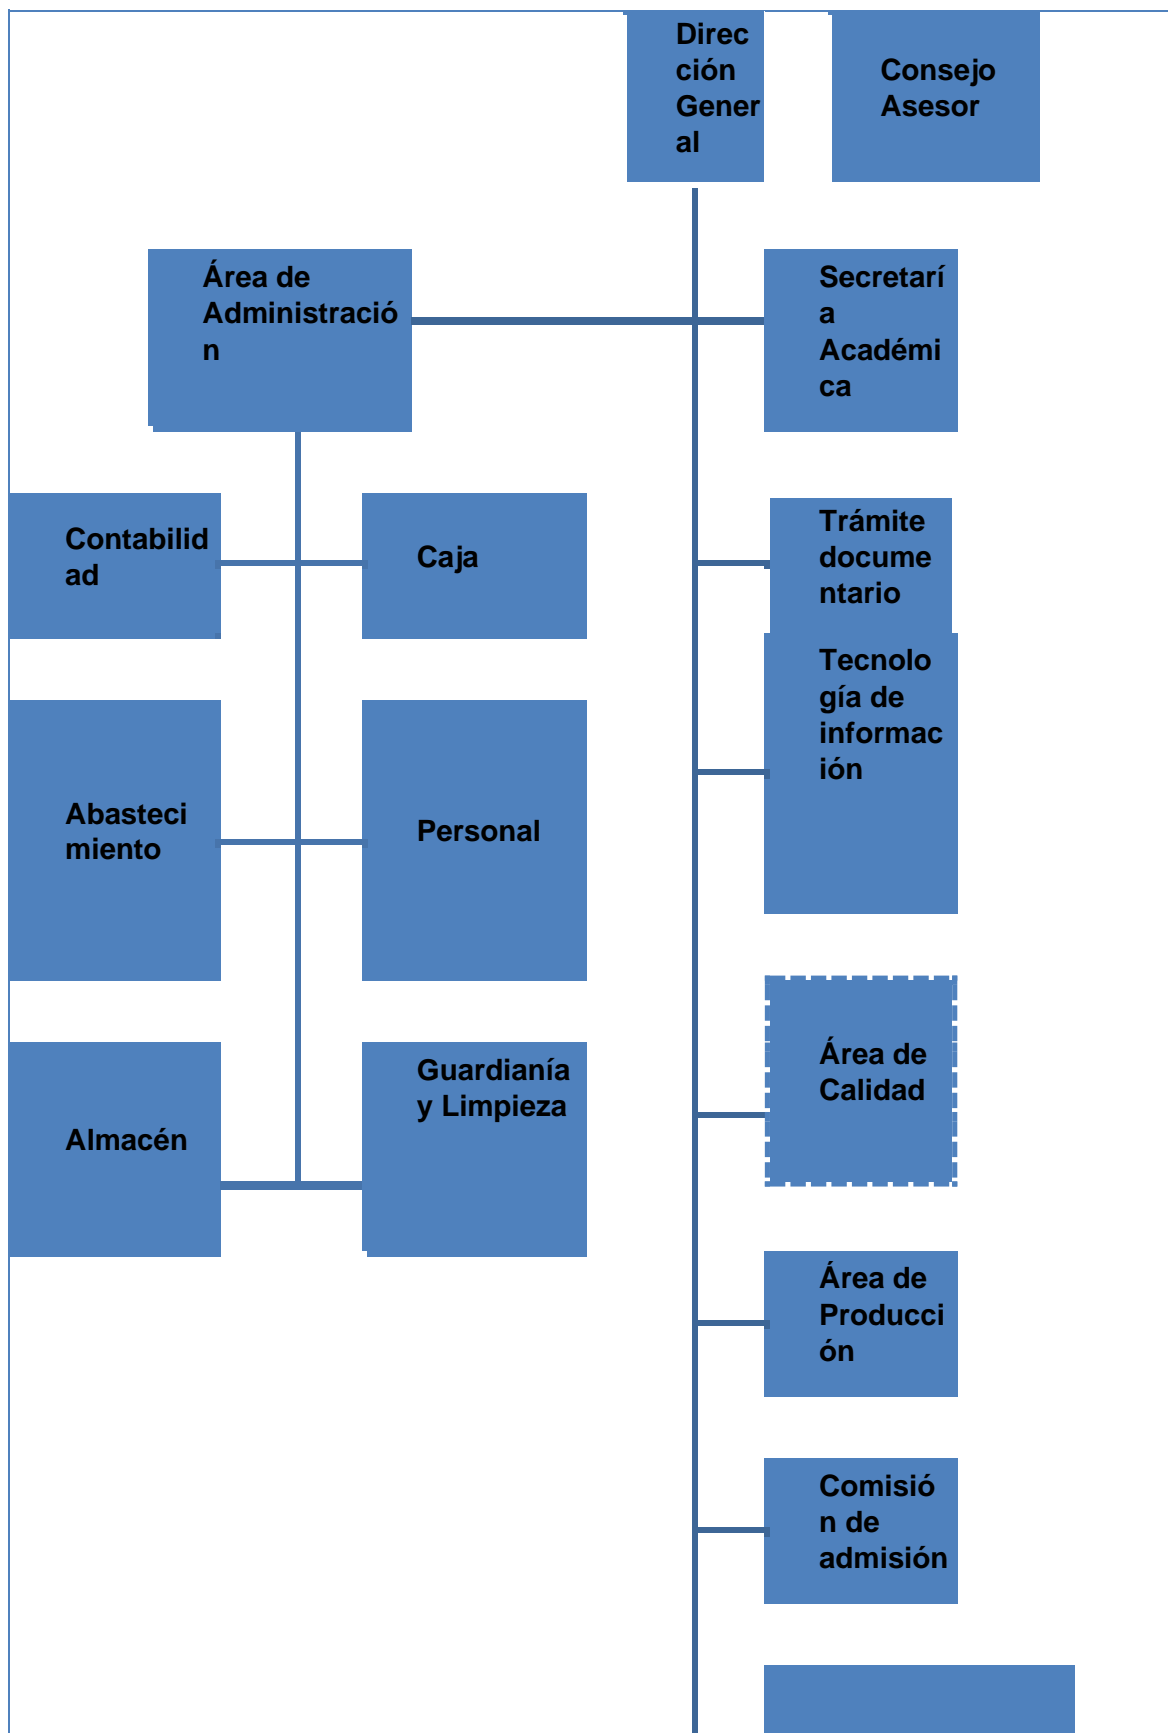 Direc
ción
Gener
al
Consejo
Asesor
Área de
Administració
n
Secretarí
a
Académi
ca
Contabilid
ad
Caja
Trámite
docume
ntario
Tecnolo
gía de
informac
ión
Abasteci
miento
Personal
Almacén
Guardianía
y Limpieza
Área de
Calidad
Área de
Producci
ón
Comisió
n de
admisión